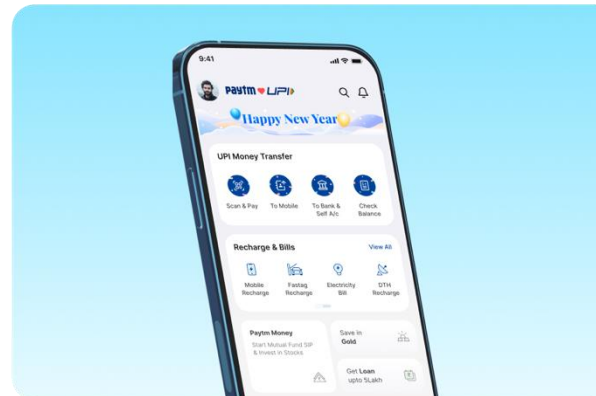 9:41
Paytm UPI
Happy New Year
UPI Money Transfer
Scan & Pay
To Mobile
To Bank &
Self A/c
Check
Balance
Recharge & Bills
View All
Mobile
Recharge
Fastag
Recharge
Electricity
Bill
DTH
Recharge
Paytm Money
Start Mutual Fund SIP
& Invest in Stocks
Save in
Gold
Get Loan
upto 5Lakh